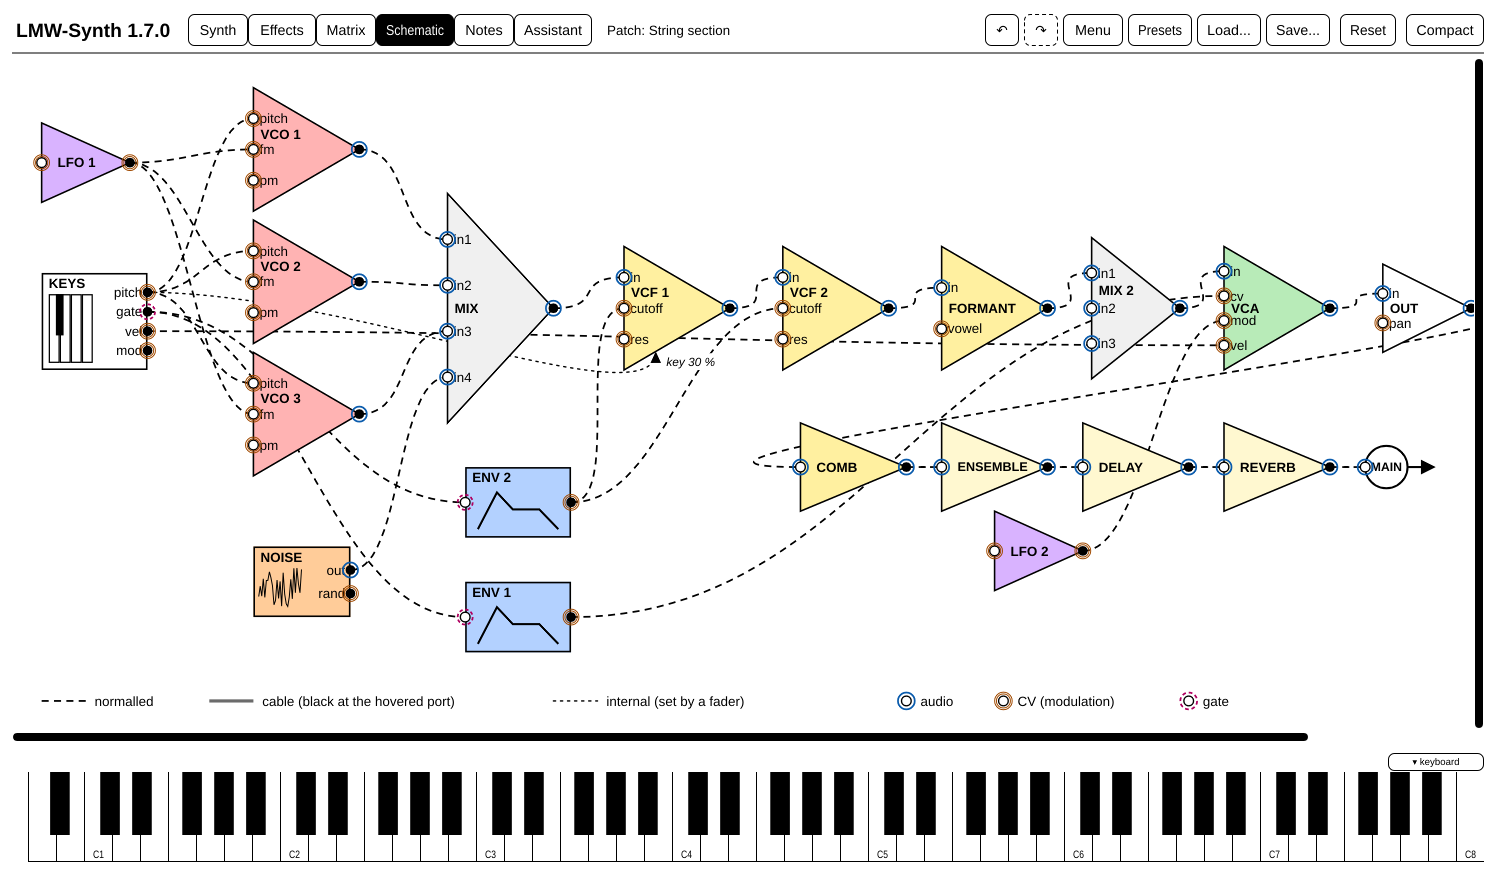 LMW-Synth 1.7.0 Synth Effects Matrix Schematic Notes Assistant Patch: String section ↶ ↷ Menu Presets Load... Save... Reset Compact
LFO 1
pitch
VCO 1
fm
pm
KEYS
pitch
gate
vel
mod
pitch
VCO 2
fm
pm
pitch
VCO 3
fm
pm
in1
in2
MIX
in3
in4
in
VCF 1
cutoff
res
key 30 %
in
VCF 2
cutoff
res
in
FORMANT
vowel
in1
MIX 2
in2
in3
in
cv
VCA
mod
vel
in
OUT
pan
COMB
ENSEMBLE
DELAY
REVERB
MAIN
ENV 2
LFO 2
NOISE
out
rand
ENV 1
normalled cable (black at the hovered port) internal (set by a fader) audio CV (modulation) gate
▾ keyboard
C1 C2 C3 C4 C5 C6 C7 C8